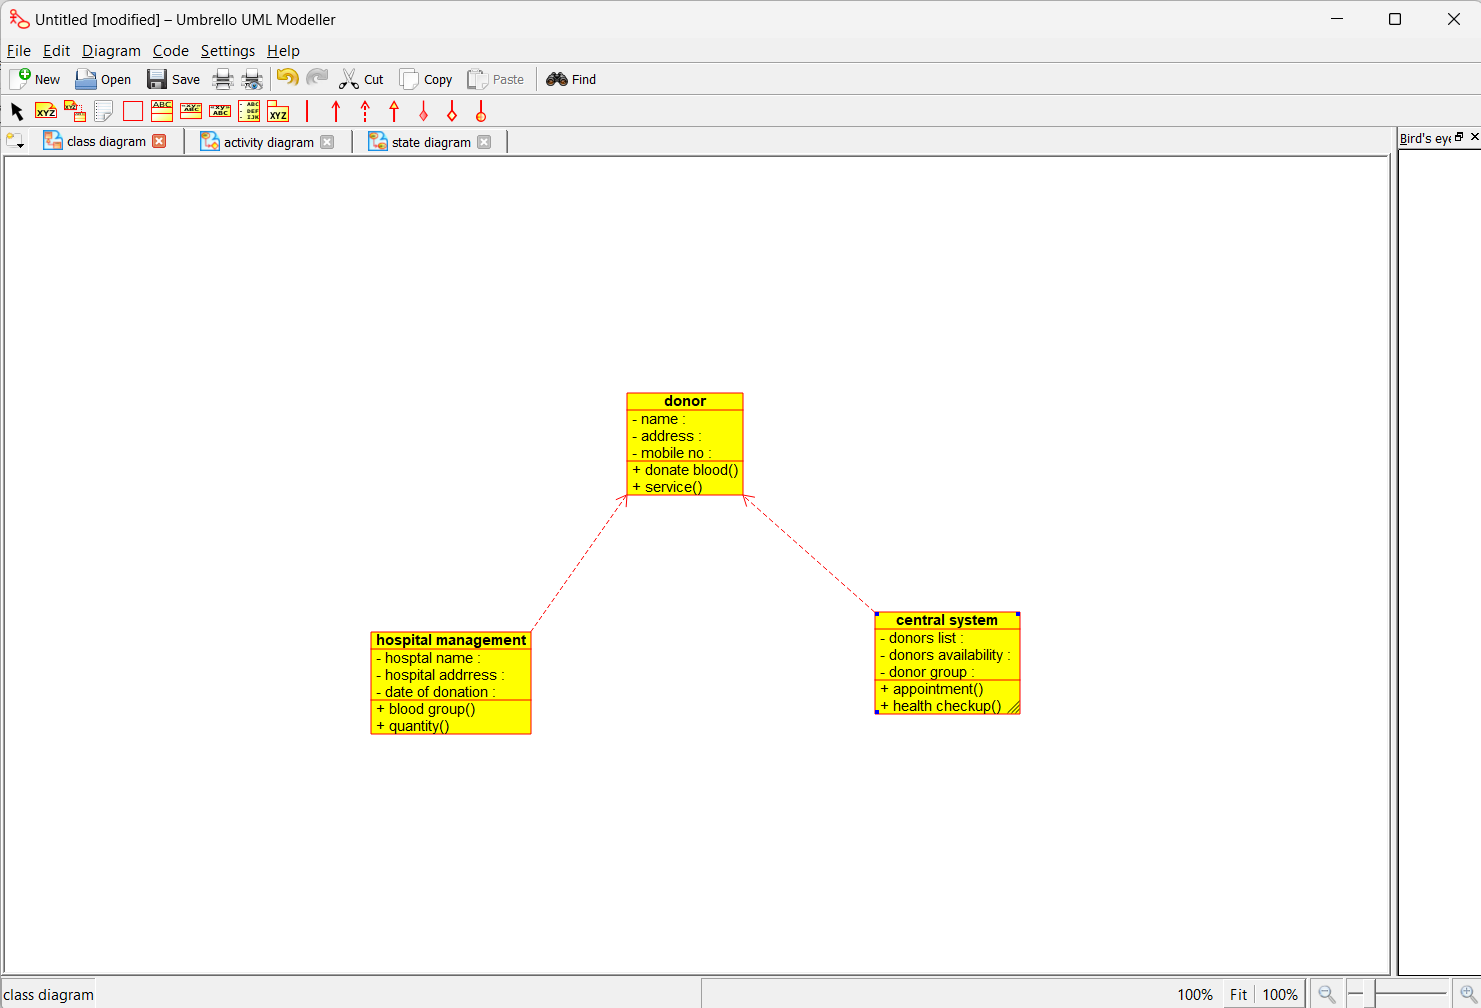 Untitled [modified] – Umbrello UML Modeller
File Edit Diagram Code Settings Help
New Open Save Cut Copy Paste Find
XYZ XYZ ABC «xy» ABC «xy» ABC ABC DEF IJK XYZ
class diagram activity diagram state diagram
Bird's eye
donor
- name :
- address :
- mobile no :
+ donate blood()
+ service()
hospital management
- hosptal name :
- hospital addrress :
- date of donation :
+ blood group()
+ quantity()
central system
- donors list :
- donors availability :
- donor group :
+ appointment()
+ health checkup()
class diagram
100% Fit 100%